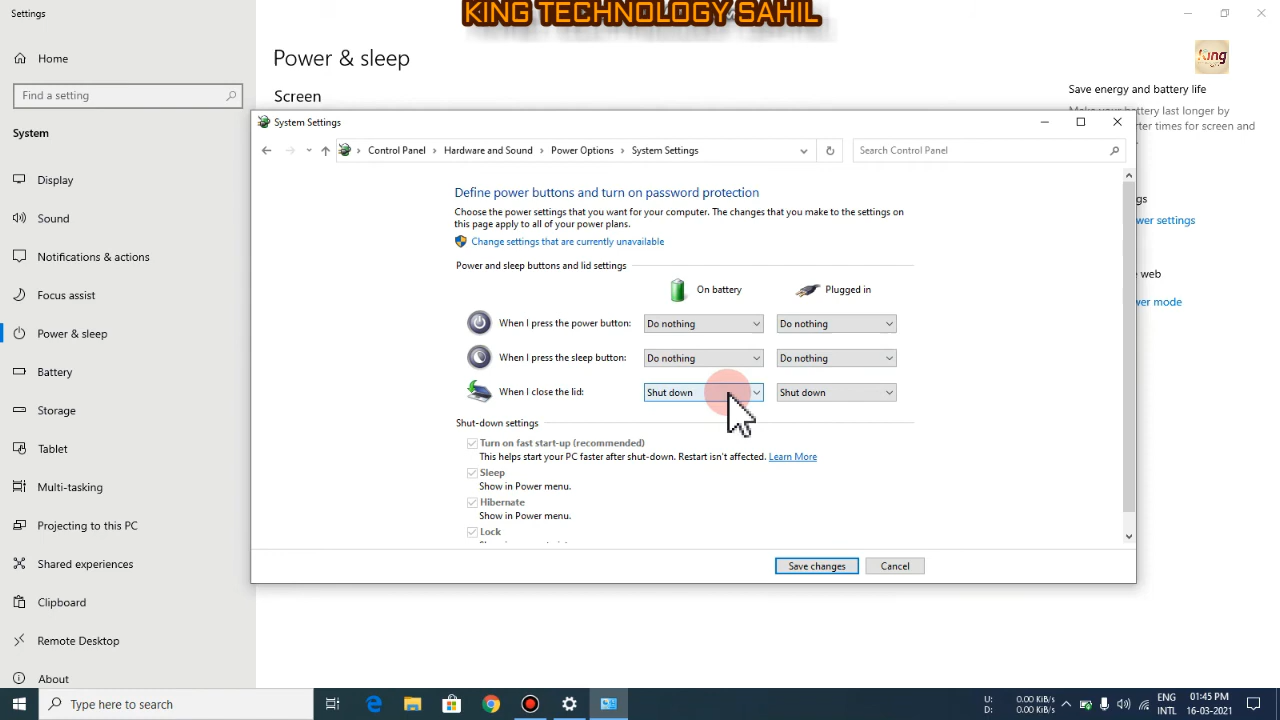 KING TECHNOLOGY SAHIL
Settings
Home
Find a setting
System
Display
Sound
Notifications & actions
Focus assist
Power & sleep
Battery
Storage
Tablet
Multi-tasking
Projecting to this PC
Shared experiences
Clipboard
Remote Desktop
About
Power & sleep
Screen
king
Save energy and battery life
Make your battery last longer by
rter times for screen and
gs
wer settings
web
wer mode
System Settings
Control Panel > Hardware and Sound > Power Options > System Settings
Search Control Panel
Define power buttons and turn on password protection
Choose the power settings that you want for your computer. The changes that you make to the settings on
this page apply to all of your power plans.
Change settings that are currently unavailable
Power and sleep buttons and lid settings
On battery Plugged in
When I press the power button: Do nothing Do nothing
When I press the sleep button: Do nothing Do nothing
When I close the lid: Shut down Shut down
Shut-down settings
Turn on fast start-up (recommended)
This helps start your PC faster after shut-down. Restart isn't affected. Learn More
Sleep
Show in Power menu.
Hibernate
Show in Power menu.
Lock
Save changes Cancel
Type here to search
U: 0.00 KiB/s
D: 0.00 KiB/s
ENG
INTL
01:45 PM
16-03-2021